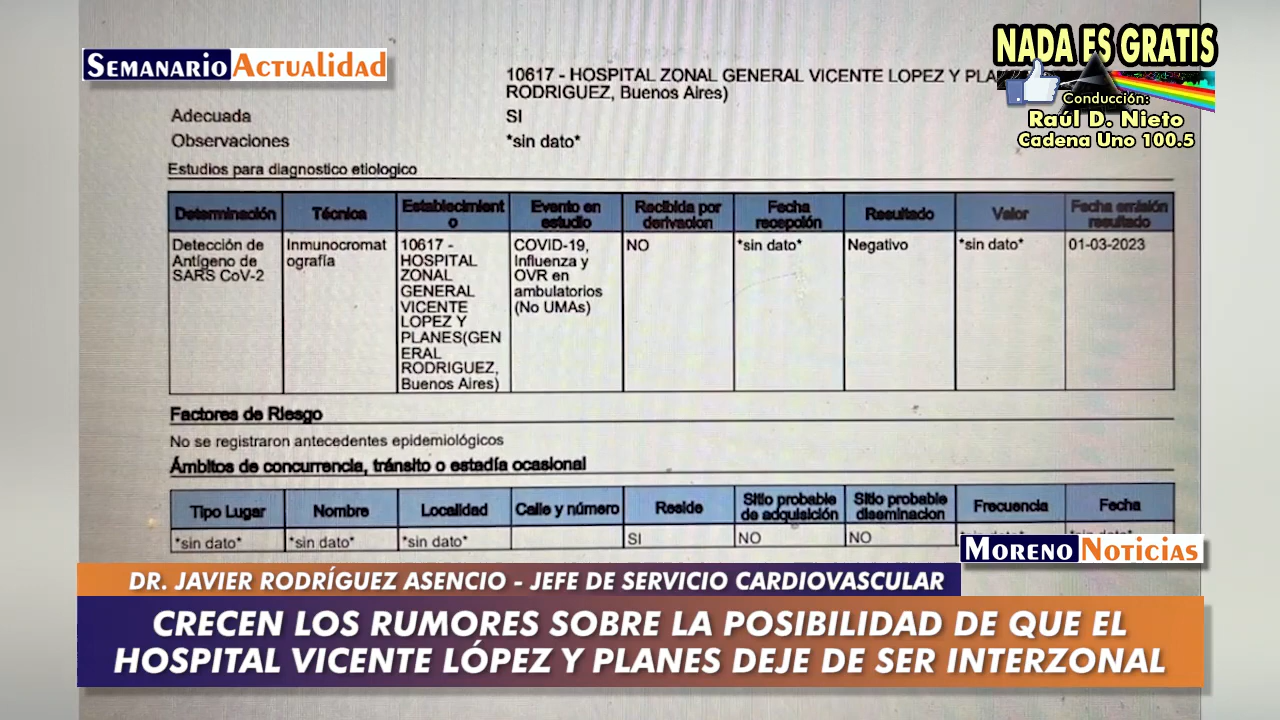 SEMANARIO ACTUALIDAD
NADA ES GRATIS
Conducción:
Raúl D. Nieto
Cadena Uno 100.5
10617 - HOSPITAL ZONAL GENERAL VICENTE LOPEZ Y
RODRIGUEZ, Buenos Aires)
Adecuada SI
Observaciones *sin dato*
Estudios para diagnostico etiologico
Determinación Técnica Establecimient o Evento en estudio Recibida por derivacion Fecha recepción Resultado Valor Fecha emisión resultado
Detección de Antígeno de SARS CoV-2 Inmunocromat ografía 10617 - HOSPITAL ZONAL GENERAL VICENTE LOPEZ Y PLANES(GEN ERAL RODRIGUEZ, Buenos Aires) COVID-19, Influenza y OVR en ambulatorios (No UMAs) NO *sin dato* Negativo *sin dato* 01-03-2023
Factores de Riesgo
No se registraron antecedentes epidemiológicos
Ámbitos de concurrencia, tránsito o estadía ocasional
Tipo Lugar Nombre Localidad Calle y número Reside Sitio probable de adquisición Sitio probable diseminacion Frecuencia Fecha
*sin dato* *sin dato* *sin dato* SI NO NO
MORENO NOTICIAS
DR. JAVIER RODRÍGUEZ ASENCIO - JEFE DE SERVICIO CARDIOVASCULAR
CRECEN LOS RUMORES SOBRE LA POSIBILIDAD DE QUE EL
HOSPITAL VICENTE LÓPEZ Y PLANES DEJE DE SER INTERZONAL